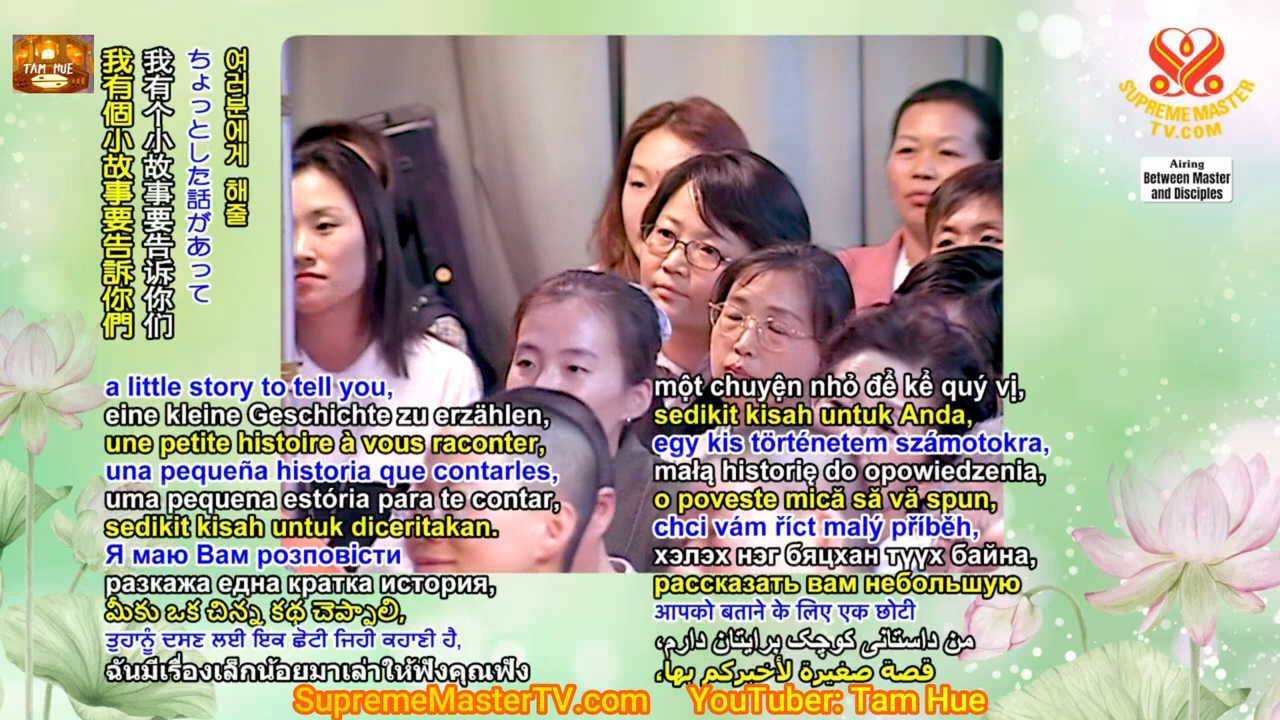 TAM HUE
我有個小故事要告訴你們
我有个小故事要告诉你们
ちょっとした話があって
여러분에게 해줄
SUPREME MASTER
TV.COM
Airing
Between Master
and Disciples
a little story to tell you,
eine kleine Geschichte zu erzählen,
une petite histoire à vous raconter,
una pequeña historia que contarles,
uma pequena estória para te contar,
sedikit kisah untuk diceritakan.
Я маю Вам розповісти
разкажа една кратка история,
మీకు ఒక చిన్న కథ చెప్పాలి,
ਤੁਹਾਨੂੰ ਦਸਣ ਲਈ ਇਕ ਛੋਟੀ ਜਿਹੀ ਕਹਾਣੀ ਹੈ,
ฉันมีเรื่องเล็กน้อยมาเล่าให้ฟังคุณฟัง
một chuyện nhỏ để kể quý vị,
sedikit kisah untuk Anda,
egy kis történetem számotokra,
małą historię do opowiedzenia,
o poveste mică să vă spun,
chci vám říct malý příběh,
хэлэх нэг бяцхан түүх байна,
рассказать вам небольшую
आपको बताने के लिए एक छोटी
من داستانی کوچک برایتان دارم،
قصة صغيرة لأخبركم بها،
SupremeMasterTV.com YouTuber: Tam Hue